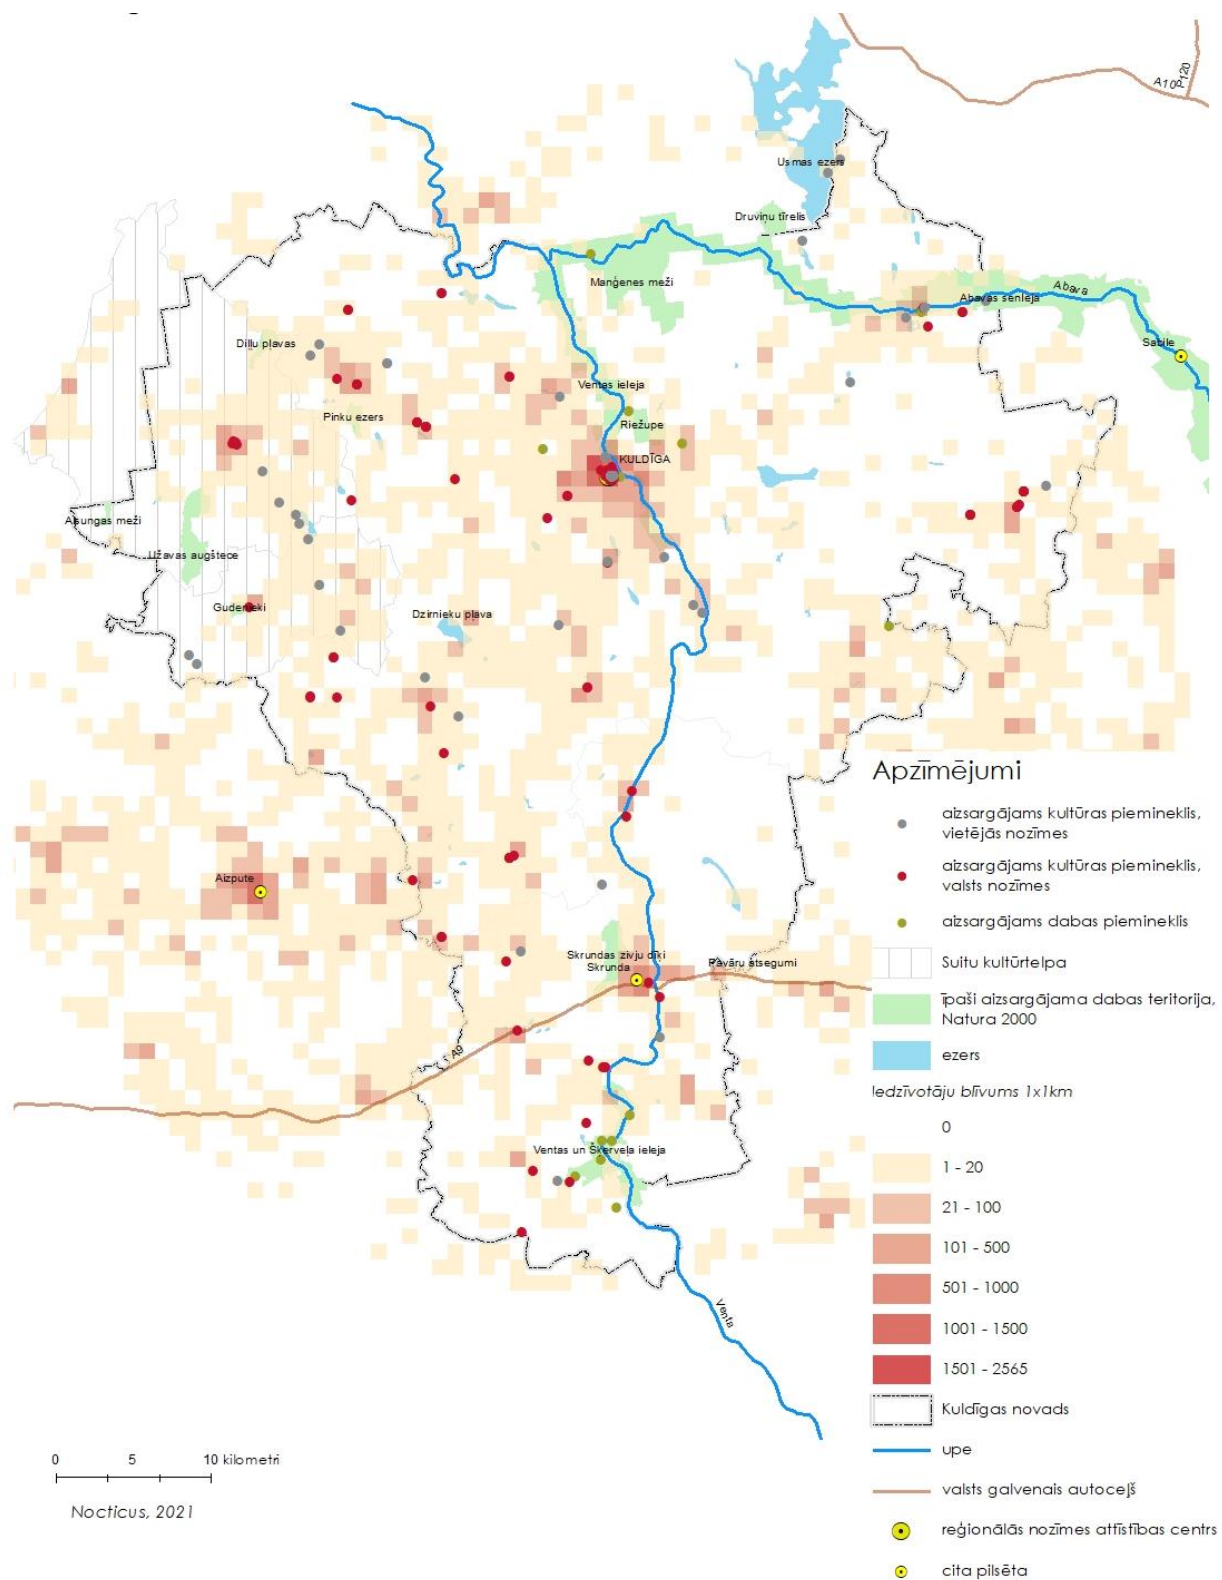 A10
P120
Usmas ezers
Druviņu tīrelis
Manģenes meži
Abava
Abavas senleja
Sabile
Diļļu pļavas
Ventas ieleja
Pinku ezers
Riežupe
KULDĪGA
Alsungas meži
Užavas augštece
Gudenieki
Dzirnieku pļava
Aizpute
Skrundas zivju dīķi
Skrunda
Pavāru atsegumi
A9
Ventas un Šķerveļa ieleja
Venta
Apzīmējumi
aizsargājams kultūras piemineklis,
vietējās nozīmes
aizsargājams kultūras piemineklis,
valsts nozīmes
aizsargājams dabas piemineklis
Suitu kultūrtelpa
īpaši aizsargājama dabas teritorija,
Natura 2000
ezers
Iedzīvotāju blīvums 1x1km
0
1 - 20
21 - 100
101 - 500
501 - 1000
1001 - 1500
1501 - 2565
Kuldīgas novads
upe
valsts galvenais autoceļš
reģionālās nozīmes attīstības centrs
cita pilsēta
0 5 10 kilometri
Nocticus, 2021